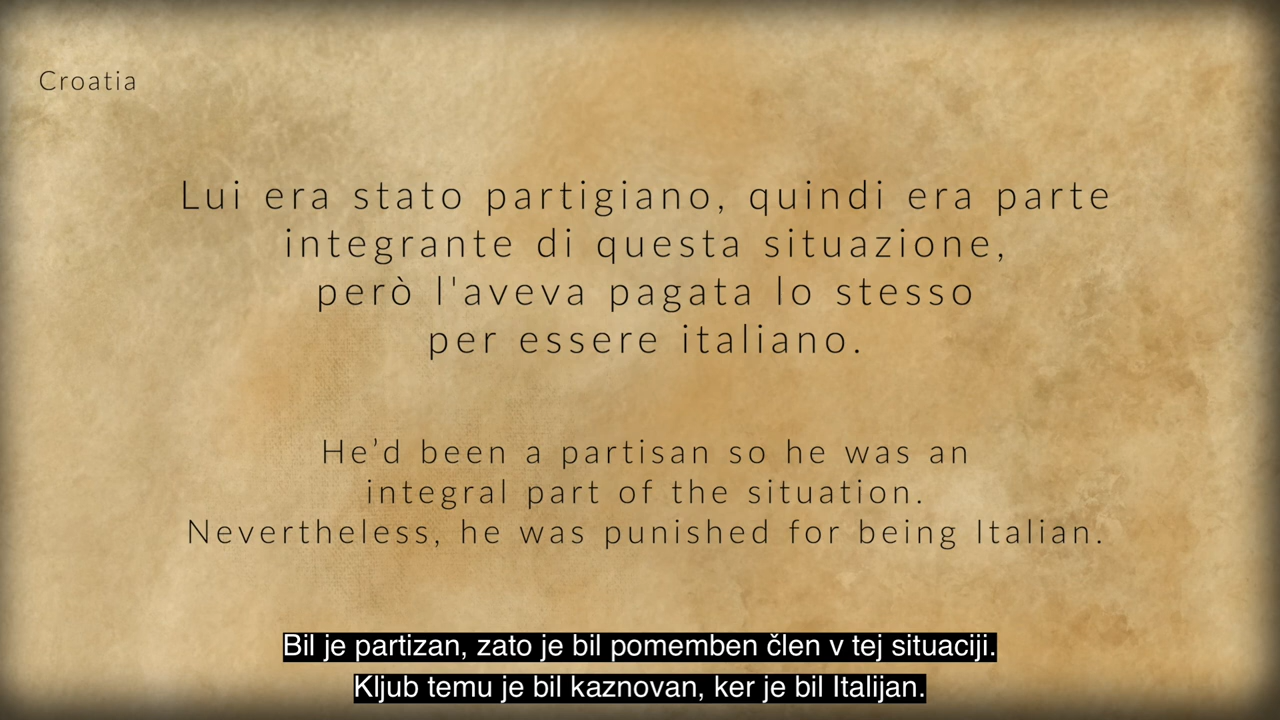 Croatia
Lui era stato partigiano, quindi era parte
integrante di questa situazione,
però l'aveva pagata lo stesso
per essere italiano.
He’d been a partisan so he was an
integral part of the situation.
Nevertheless, he was punished for being Italian.
Bil je partizan, zato je bil pomemben člen v tej situaciji.
Kljub temu je bil kaznovan, ker je bil Italijan.